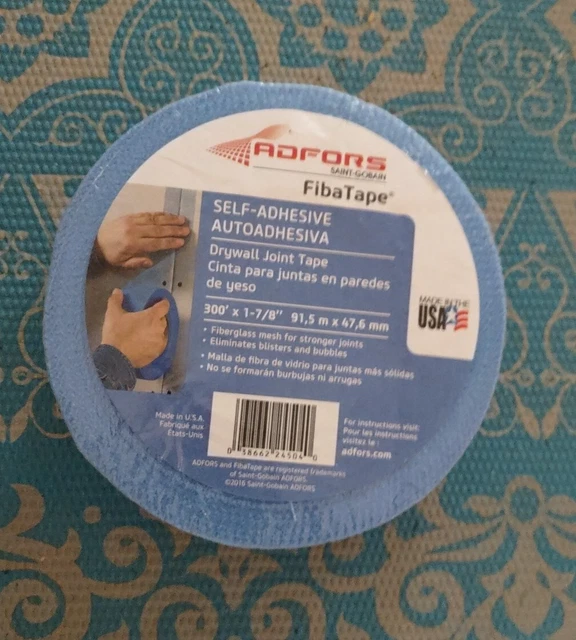 ADFORS
SAINT-GOBAIN
FibaTape®
SELF-ADHESIVE
AUTOADHESIVA
Drywall Joint Tape
Cinta para juntas en paredes
de yeso
300' x 1-7/8" 91,5 m x 47,6 mm
• Fiberglass mesh for stronger joints
• Eliminates blisters and bubbles
• Malla de fibra de vidrio para juntas más sólidas
• No se formarán burbujas ni arrugas
MADE IN THE
USA
Made in U.S.A.
Fabriqué aux
États-Unis
0 38662 24504 0
For instructions visit:
Pour les instructions
visitez le :
adfors.com
ADFORS and FibaTape are registered trademarks
of Saint-Gobain ADFORS.
©2016 Saint-Gobain ADFORS